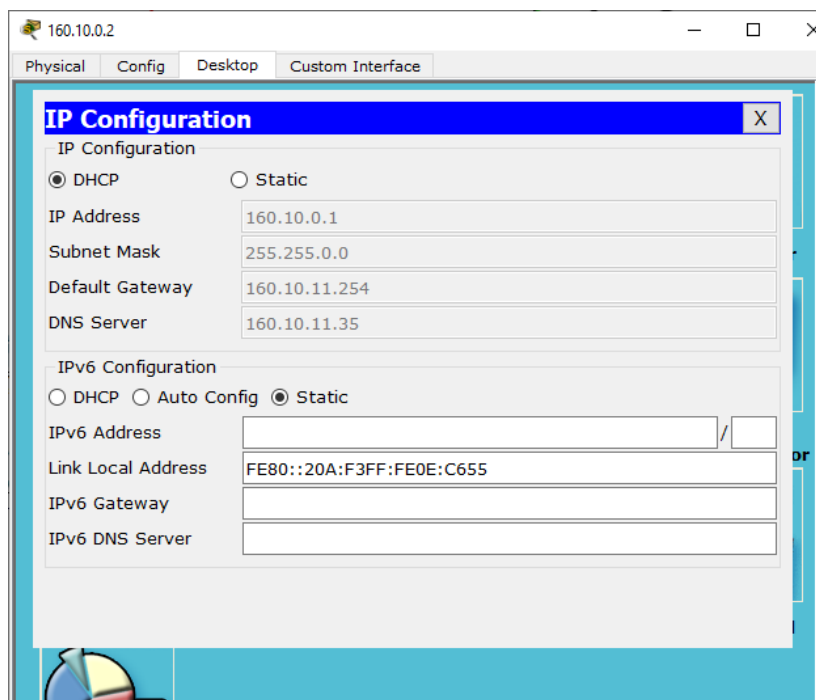 160.10.0.2
Physical Config Desktop Custom Interface
IP Configuration X
IP Configuration
DHCP Static
IP Address 160.10.0.1
Subnet Mask 255.255.0.0
Default Gateway 160.10.11.254
DNS Server 160.10.11.35
IPv6 Configuration
DHCP Auto Config Static
IPv6 Address /
Link Local Address FE80::20A:F3FF:FE0E:C655
IPv6 Gateway
or
IPv6 DNS Server